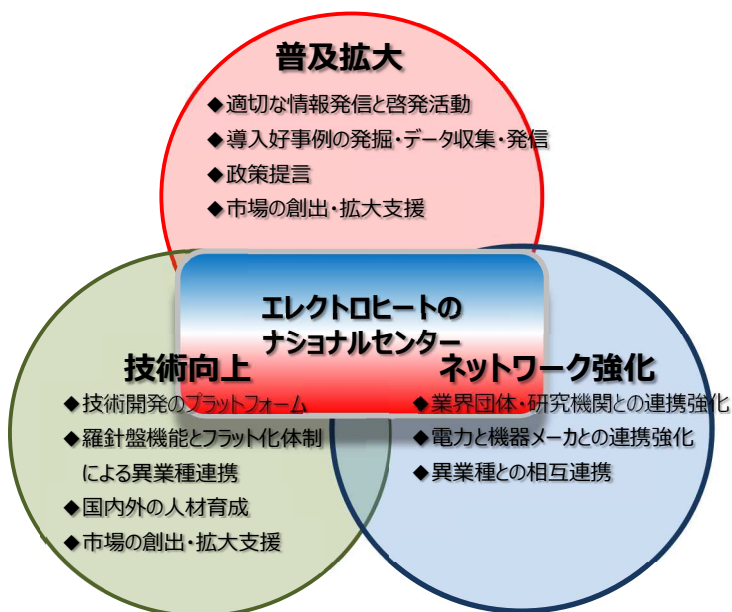 普及拡大
◆適切な情報発信と啓発活動
◆導入好事例の発掘・データ収集・発信
◆政策提言
◆市場の創出・拡大支援
エレクトロヒートの
ナショナルセンター
技術向上
◆技術開発のプラットフォーム
◆羅針盤機能とフラット化体制
による異業種連携
◆国内外の人材育成
◆市場の創出・拡大支援
ネットワーク強化
◆業界団体・研究機関との連携強化
◆電力と機器メーカとの連携強化
◆異業種との相互連携